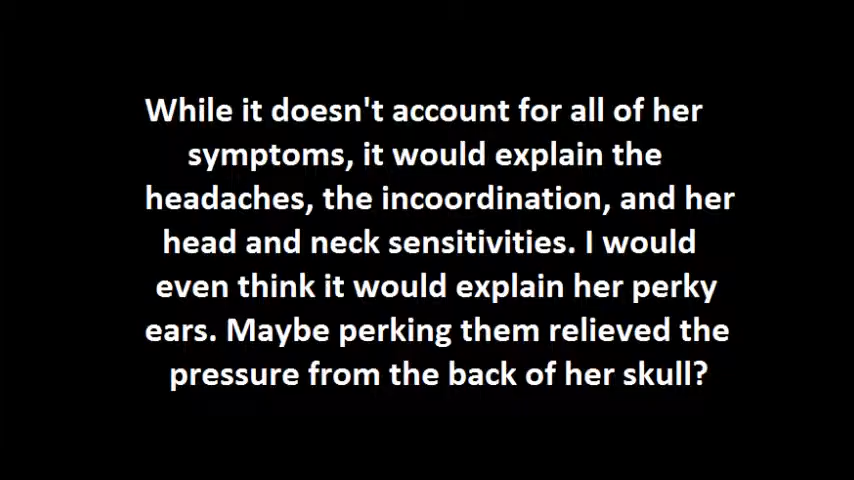 While it doesn't account for all of her
symptoms, it would explain the
headaches, the incoordination, and her
head and neck sensitivities. I would
even think it would explain her perky
ears. Maybe perking them relieved the
pressure from the back of her skull?